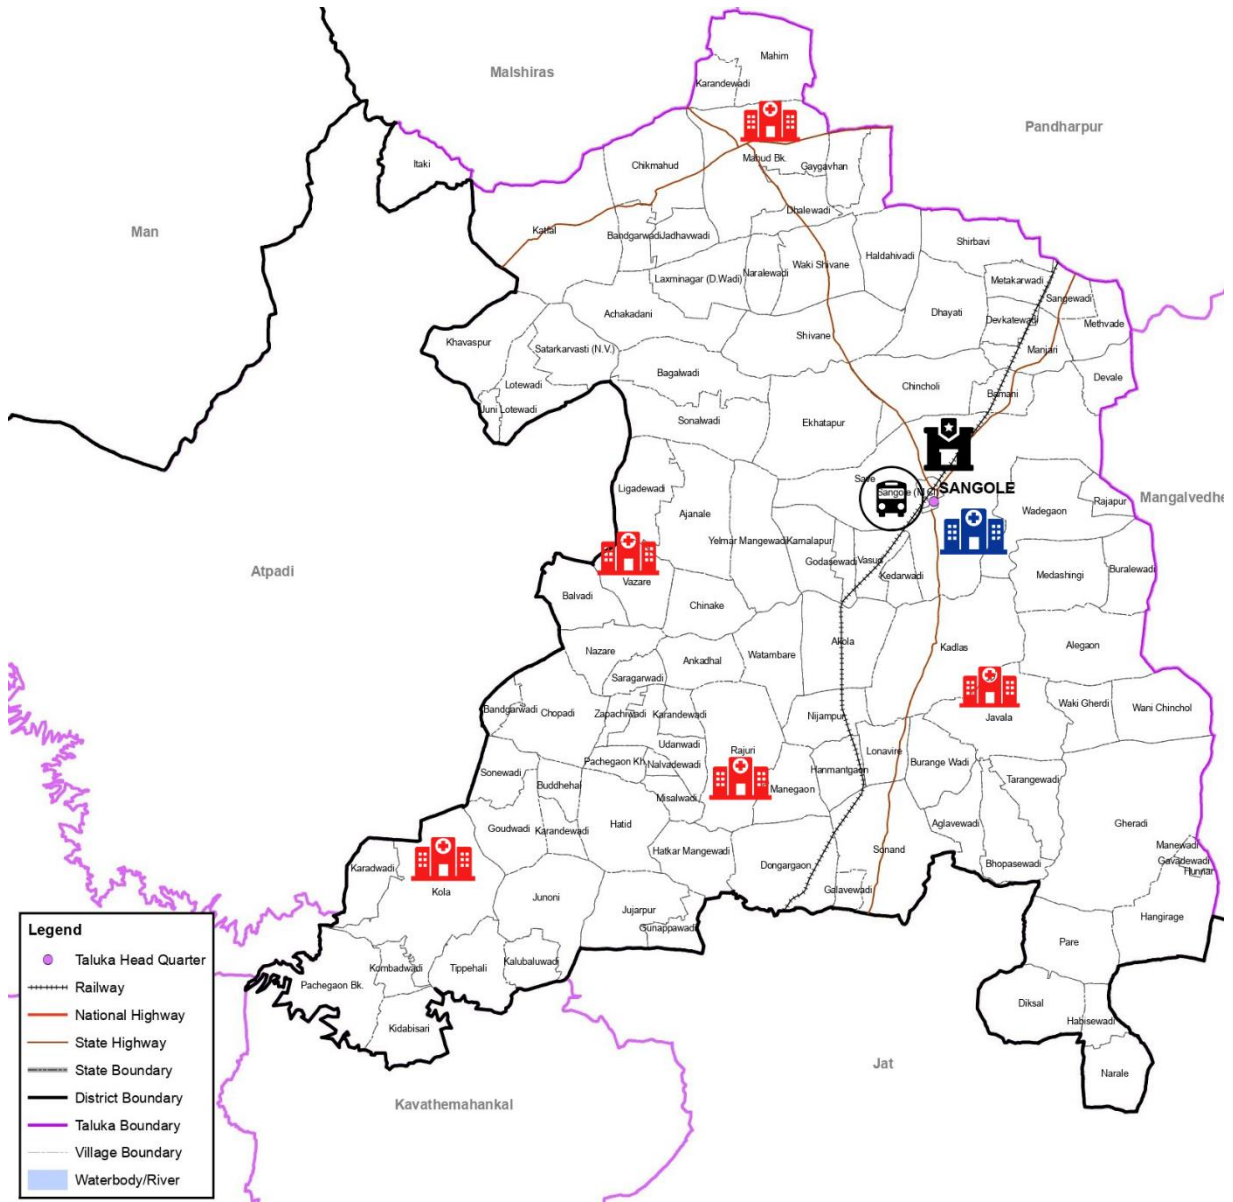 Mahim
Malshiras
Karandewadi
Pandharpur
Itaki
Chikmahud
Mahud Bk.
Gaygavhan
Dhalewadi
Man
Katfal
Bandgarwadi
Jadhavwadi
Shirbavi
Haldahivadi
Waki Shivane
Naralewadi
Laxminagar (D.Wadi)
Metakarwadi
Sangewadi
Achakadani
Dhayati
Devkatewadi
Methvade
Shivane
Khavaspur
Satarkarvasti (N.V.)
Manjari
Bagalwadi
Devale
Lotewadi
Chincholi
Bamani
Juni Lotewadi
Sonalwadi
Ekhatapur
Save
Ligadewadi
SANGOLE
Mangalvedhe
Rajapur
Ajanale
Wadegaon
Yelmar Mangewadi
Kamalapur
Godasewadi
Vasud
Kedarwadi
Atpadi
Vazare
Medashingi
Buralewadi
Balvadi
Chinake
Akola
Kadlas
Alegaon
Nazare
Ankadhal
Watambare
Saragarwadi
Bandgarwadi
Chopadi
Zapachiwadi
Karandewadi
Nijampur
Javala
Waki Gherdi
Wani Chinchol
Udanwadi
Rajuri
Lonavire
Pachegaon Kh.
Nalvadewadi
Burange Wadi
Sonewadi
Hanmantgaon
Buddhehal
Manegaon
Tarangewadi
Misalwadi
Goudwadi
Karandewadi
Hatid
Aglavewadi
Gheradi
Hatkar Mangewadi
Sonand
Manewadi
Karadwadi
Dongargaon
Bhopasewadi
Gavadewadi
Hunnar
Kola
Junoni
Galavewadi
Jujarpur
Hangirage
Gunappawadi
Pare
Kombadwadi
Tippehali
Kalubaluwadi
Pachegaon Bk.
Diksal
Kidabisari
Habisewadi
Jat
Narale
Kavathemahankal
Legend
Taluka Head Quarter
Railway
National Highway
State Highway
State Boundary
District Boundary
Taluka Boundary
Village Boundary
Waterbody/River